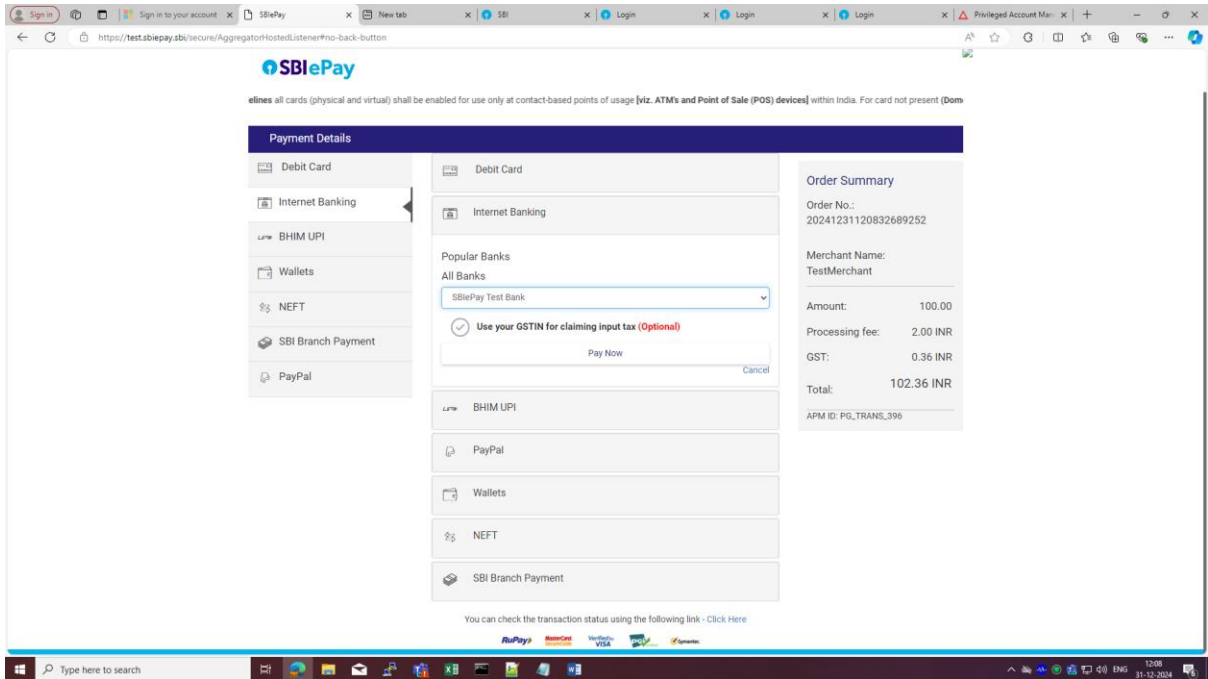 Sign in
Sign in to your account
SBIePay
New tab
SBI
Login
Login
Login
Privileged Account Man
https://test.sbiepay.sbi/secure/AggregatorHostedListener#no-back-button
SBIePay
elines all cards (physical and virtual) shall be enabled for use only at contact-based points of usage [viz. ATM's and Point of Sale (POS) devices] within India. For card not present (Dom
Payment Details
Debit Card
Internet Banking
BHIM UPI
Wallets
NEFT
SBI Branch Payment
PayPal
Debit Card
Internet Banking
Popular Banks
All Banks
SBIePay Test Bank
Use your GSTIN for claiming input tax (Optional)
Pay Now
Cancel
BHIM UPI
PayPal
Wallets
NEFT
SBI Branch Payment
Order Summary
Order No.:
20241231120832689252
Merchant Name:
TestMerchant
Amount: 100.00
Processing fee: 2.00 INR
GST: 0.36 INR
Total: 102.36 INR
APM ID: PG_TRANS_396
You can check the transaction status using the following link - Click Here
RuPay MasterCard Verified by VISA Symantec
Type here to search
ENG
12:08
31-12-2024